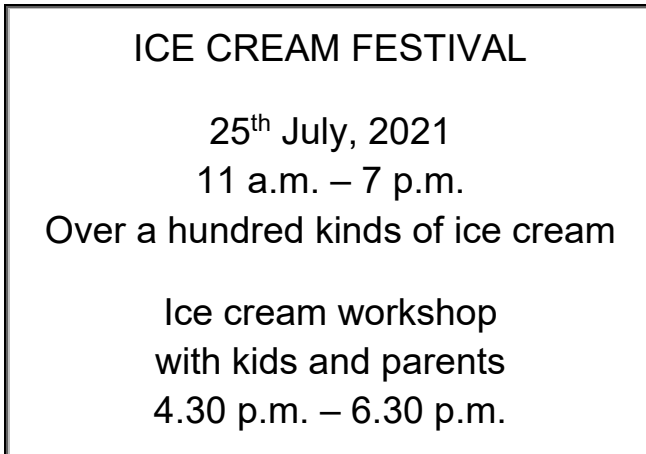 ICE CREAM FESTIVAL
25th July, 2021
11 a.m. – 7 p.m.
Over a hundred kinds of ice cream
Ice cream workshop
with kids and parents
4.30 p.m. – 6.30 p.m.